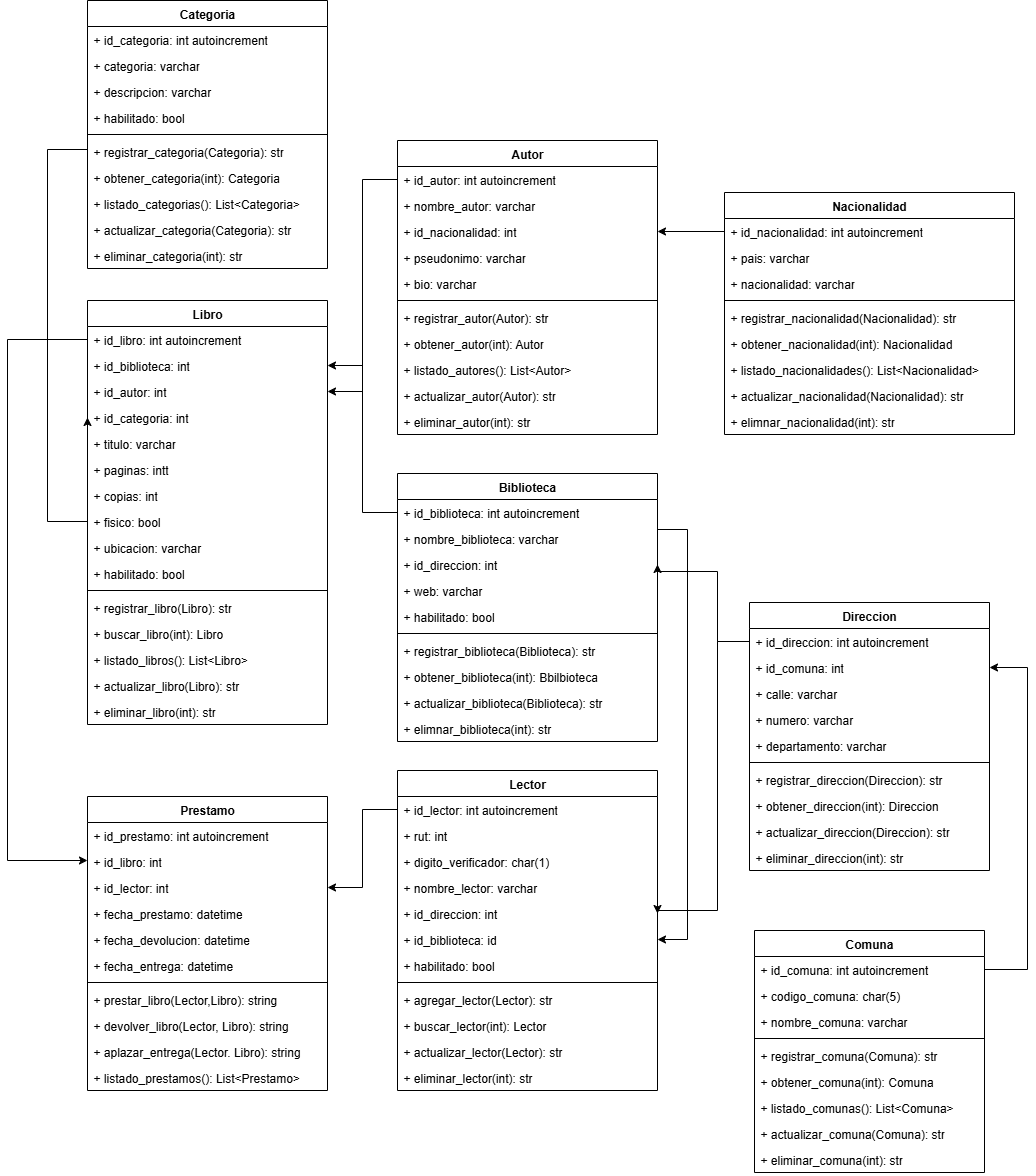 Categoria
+ id_categoria: int autoincrement
+ categoria: varchar
+ descripcion: varchar
+ habilitado: bool
+ registrar_categoria(Categoria): str
+ obtener_categoria(int): Categoria
+ listado_categorias(): List<Categoria>
+ actualizar_categoria(Categoria): str
+ eliminar_categoria(int): str
Autor
+ id_autor: int autoincrement
+ nombre_autor: varchar
+ id_nacionalidad: int
+ pseudonimo: varchar
+ bio: varchar
+ registrar_autor(Autor): str
+ obtener_autor(int): Autor
+ listado_autores(): List<Autor>
+ actualizar_autor(Autor): str
+ eliminar_autor(int): str
Nacionalidad
+ id_nacionalidad: int autoincrement
+ pais: varchar
+ nacionalidad: varchar
+ registrar_nacionalidad(Nacionalidad): str
+ obtener_nacionalidad(int): Nacionalidad
+ listado_nacionalidades(): List<Nacionalidad>
+ actualizar_nacionalidad(Nacionalidad): str
+ elimnar_nacionalidad(int): str
Libro
+ id_libro: int autoincrement
+ id_biblioteca: int
+ id_autor: int
+ id_categoria: int
+ titulo: varchar
+ paginas: intt
+ copias: int
+ fisico: bool
+ ubicacion: varchar
+ habilitado: bool
+ registrar_libro(Libro): str
+ buscar_libro(int): Libro
+ listado_libros(): List<Libro>
+ actualizar_libro(Libro): str
+ eliminar_libro(int): str
Biblioteca
+ id_biblioteca: int autoincrement
+ nombre_biblioteca: varchar
+ id_direccion: int
+ web: varchar
+ habilitado: bool
+ registrar_biblioteca(Biblioteca): str
+ obtener_biblioteca(int): Bbilbioteca
+ actualizar_biblioteca(Biblioteca): str
+ elimnar_biblioteca(int): str
Direccion
+ id_direccion: int autoincrement
+ id_comuna: int
+ calle: varchar
+ numero: varchar
+ departamento: varchar
+ registrar_direccion(Direccion): str
+ obtener_direccion(int): Direccion
+ actualizar_direccion(Direccion): str
+ eliminar_direccion(int): str
Prestamo
+ id_prestamo: int autoincrement
+ id_libro: int
+ id_lector: int
+ fecha_prestamo: datetime
+ fecha_devolucion: datetime
+ fecha_entrega: datetime
+ prestar_libro(Lector,Libro): string
+ devolver_libro(Lector, Libro): string
+ aplazar_entrega(Lector. Libro): string
+ listado_prestamos(): List<Prestamo>
Lector
+ id_lector: int autoincrement
+ rut: int
+ digito_verificador: char(1)
+ nombre_lector: varchar
+ id_direccion: int
+ id_biblioteca: id
+ habilitado: bool
+ agregar_lector(Lector): str
+ buscar_lector(int): Lector
+ actualizar_lector(Lector): str
+ eliminar_lector(int): str
Comuna
+ id_comuna: int autoincrement
+ codigo_comuna: char(5)
+ nombre_comuna: varchar
+ registrar_comuna(Comuna): str
+ obtener_comuna(int): Comuna
+ listado_comunas(): List<Comuna>
+ actualizar_comuna(Comuna): str
+ eliminar_comuna(int): str